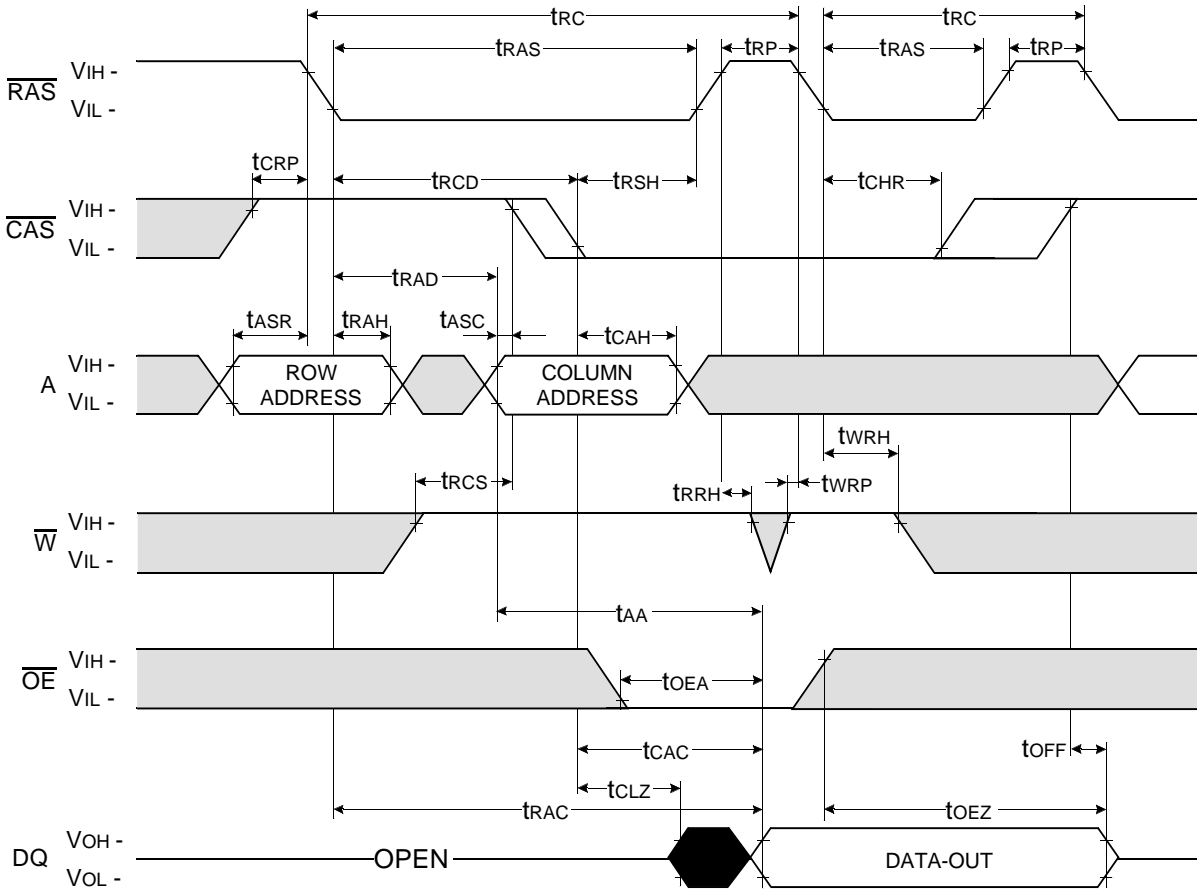 tRC tRC
tRAS tRP tRAS tRP
RAS VIH -
VIL -
tCRP tRCD tRSH tCHR
CAS VIH -
VIL -
tRAD
tASR tRAH tASC tCAH
A VIH -
VIL -
ROW
ADDRESS
COLUMN
ADDRESS
tWRH
tRCS tRRH tWRP
W VIH -
VIL -
tAA
OE VIH -
VIL -
tOEA
tCAC tOFF
tCLZ
tRAC tOEZ
DQ VOH -
VOL -
OPEN DATA-OUT